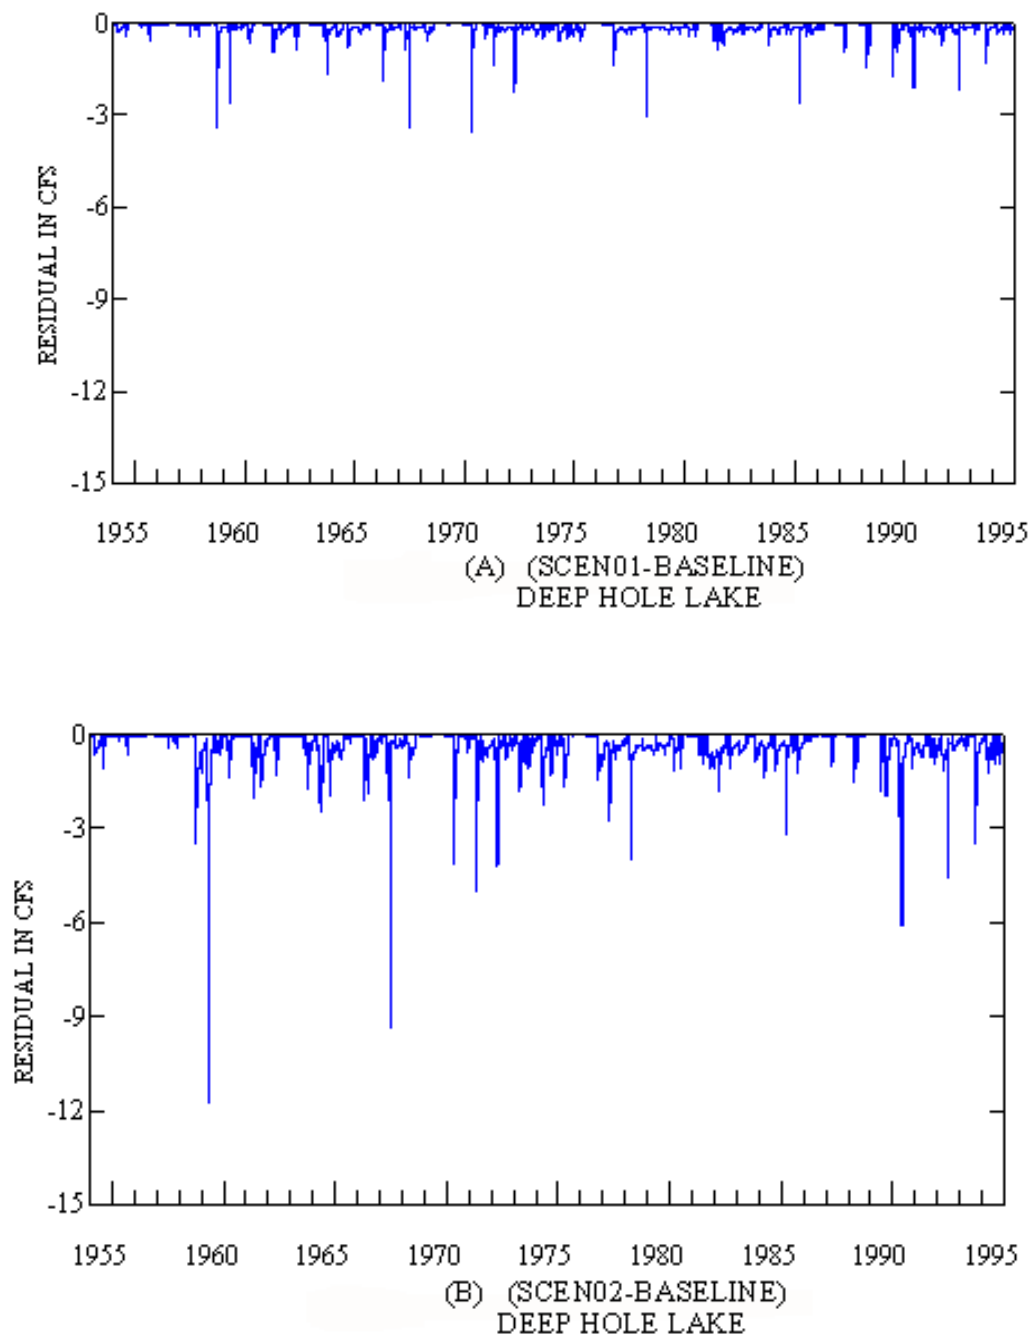 0
-3
-6
-9
-12
-15
RESIDUAL IN CFS
1955 1960 1965 1970 1975 1980 1985 1990 1995
(A) (SCEN01-BASELINE)
DEEP HOLE LAKE
0
-3
-6
-9
-12
-15
RESIDUAL IN CFS
1955 1960 1965 1970 1975 1980 1985 1990 1995
(B) (SCEN02-BASELINE)
DEEP HOLE LAKE